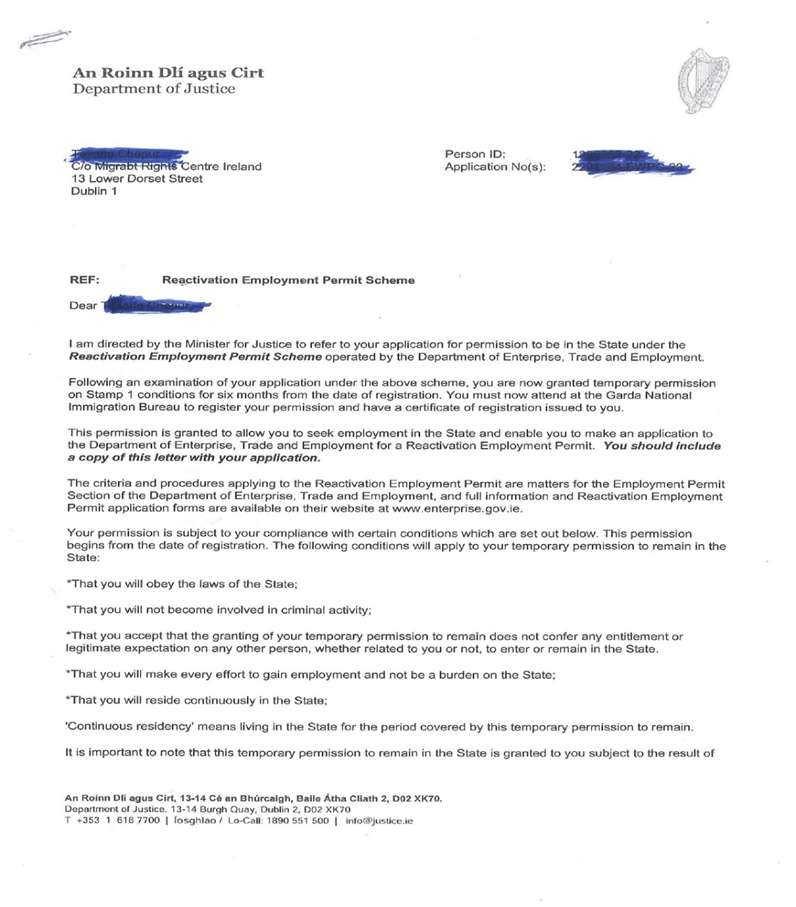 An Roinn Dlí agus Cirt
Department of Justice
C/o Migrabt Rights Centre Ireland
13 Lower Dorset Street
Dublin 1
Person ID:
Application No(s):
REF: Reactivation Employment Permit Scheme
Dear
I am directed by the Minister for Justice to refer to your application for permission to be in the State under the
Reactivation Employment Permit Scheme operated by the Department of Enterprise, Trade and Employment.
Following an examination of your application under the above scheme, you are now granted temporary permission
on Stamp 1 conditions for six months from the date of registration. You must now attend at the Garda National
Immigration Bureau to register your permission and have a certificate of registration issued to you.
This permission is granted to allow you to seek employment in the State and enable you to make an application to
the Department of Enterprise, Trade and Employment for a Reactivation Employment Permit. You should include
a copy of this letter with your application.
The criteria and procedures applying to the Reactivation Employment Permit are matters for the Employment Permit
Section of the Department of Enterprise, Trade and Employment, and full information and Reactivation Employment
Permit application forms are available on their website at www.enterprise.gov.ie.
Your permission is subject to your compliance with certain conditions which are set out below. This permission
begins from the date of registration. The following conditions will apply to your temporary permission to remain in the
State:
*That you will obey the laws of the State;
*That you will not become involved in criminal activity;
*That you accept that the granting of your temporary permission to remain does not confer any entitlement or
legitimate expectation on any other person, whether related to you or not, to enter or remain in the State.
*That you will make every effort to gain employment and not be a burden on the State;
*That you will reside continuously in the State;
'Continuous residency' means living in the State for the period covered by this temporary permission to remain.
It is important to note that this temporary permission to remain in the State is granted to you subject to the result of
An Roinn Dlí agus Cirt, 13-14 Cé an Bhúrcaigh, Baile Átha Cliath 2, D02 XK70.
Department of Justice, 13-14 Burgh Quay, Dublin 2, D02 XK70
T +353 1 616 7700 | Íosghlao / Lo-Call: 1890 551 500 | info@justice.ie